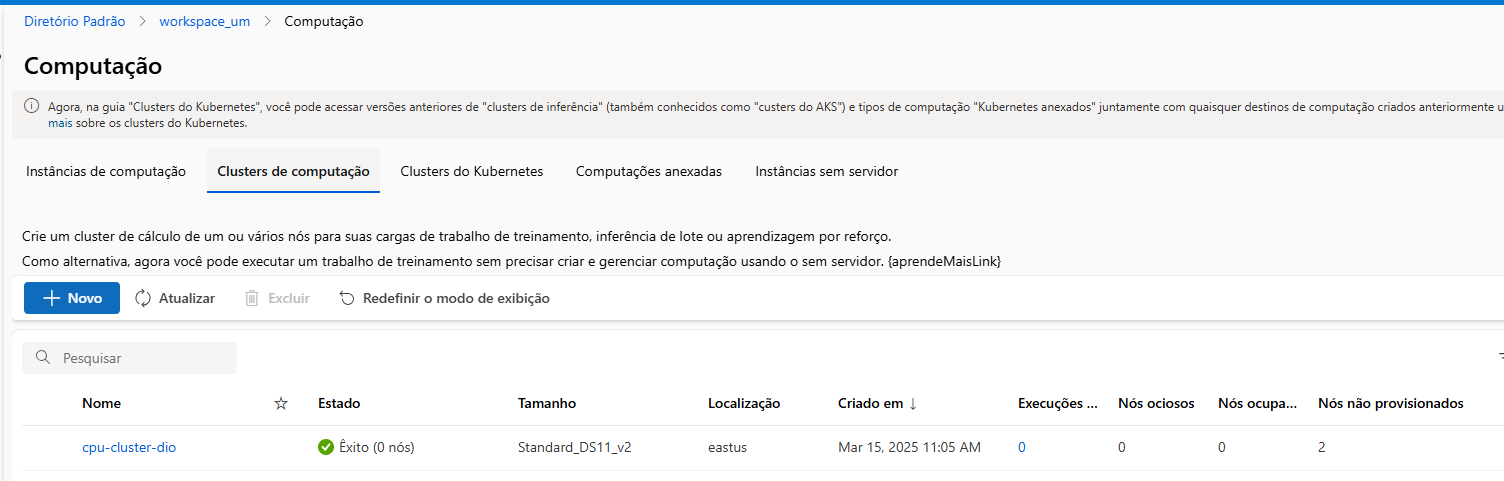 Diretório Padrão > workspace_um > Computação
Computação
Agora, na guia "Clusters do Kubernetes", você pode acessar versões anteriores de "clusters de inferência" (também conhecidos como "custers do AKS") e tipos de computação "Kubernetes anexados" juntamente com quaisquer destinos de computação criados anteriormente u
mais sobre os clusters do Kubernetes.
Instâncias de computação Clusters de computação Clusters do Kubernetes Computações anexadas Instâncias sem servidor
Crie um cluster de cálculo de um ou vários nós para suas cargas de trabalho de treinamento, inferência de lote ou aprendizagem por reforço.
Como alternativa, agora você pode executar um trabalho de treinamento sem precisar criar e gerenciar computação usando o sem servidor. {aprendeMaisLink}
Novo Atualizar Excluir Redefinir o modo de exibição
Pesquisar
Nome Estado Tamanho Localização Criado em ↓ Execuções ... Nós ociosos Nós ocupa... Nós não provisionados
cpu-cluster-dio Êxito (0 nós) Standard_DS11_v2 eastus Mar 15, 2025 11:05 AM 0 0 0 2